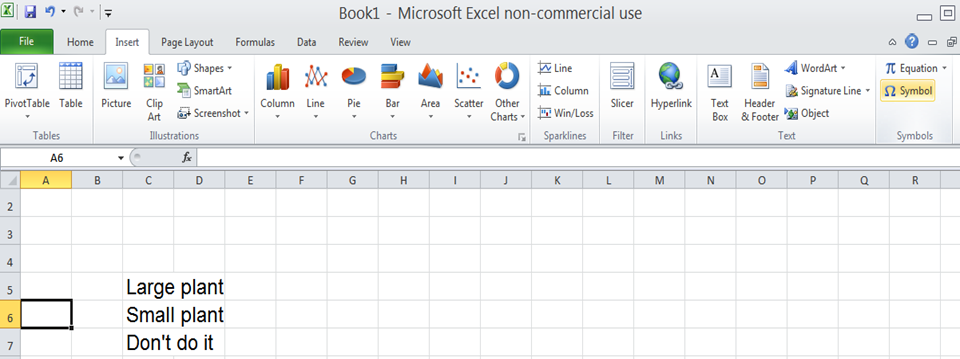 Book1 - Microsoft Excel non-commercial use
File Home Insert Page Layout Formulas Data Review View
PivotTable Table Picture Clip Art Shapes SmartArt Screenshot Column Line Pie Bar Area Scatter Other Charts Line Column Win/Loss Slicer Hyperlink Text Box Header & Footer WordArt Signature Line Object Equation Symbol
Tables Illustrations Charts Sparklines Filter Links Text Symbols
A6 fx
A B C D E F G H I J K L M N O P Q R
2
3
4
5 Large plant
6 Small plant
7 Don't do it